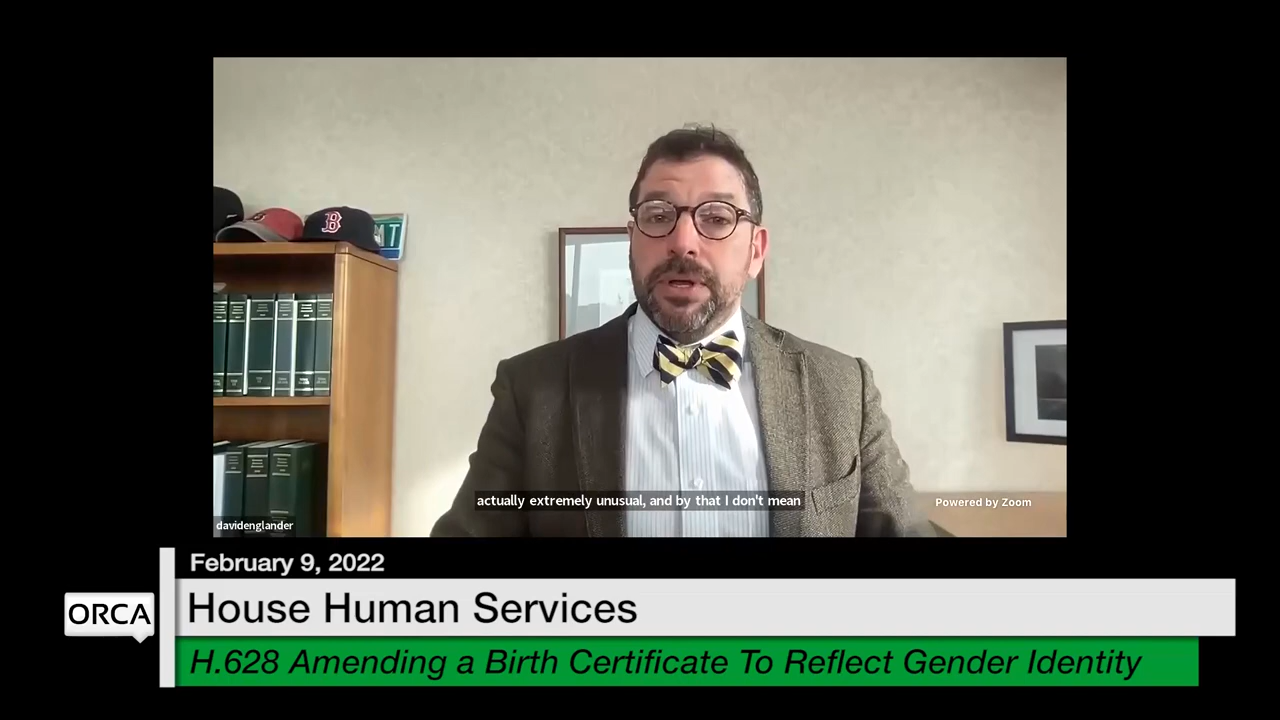 B
MT
actually extremely unusual, and by that I don't mean
Powered by Zoom
davidenglander
February 9, 2022
ORCA
House Human Services
H.628 Amending a Birth Certificate To Reflect Gender Identity